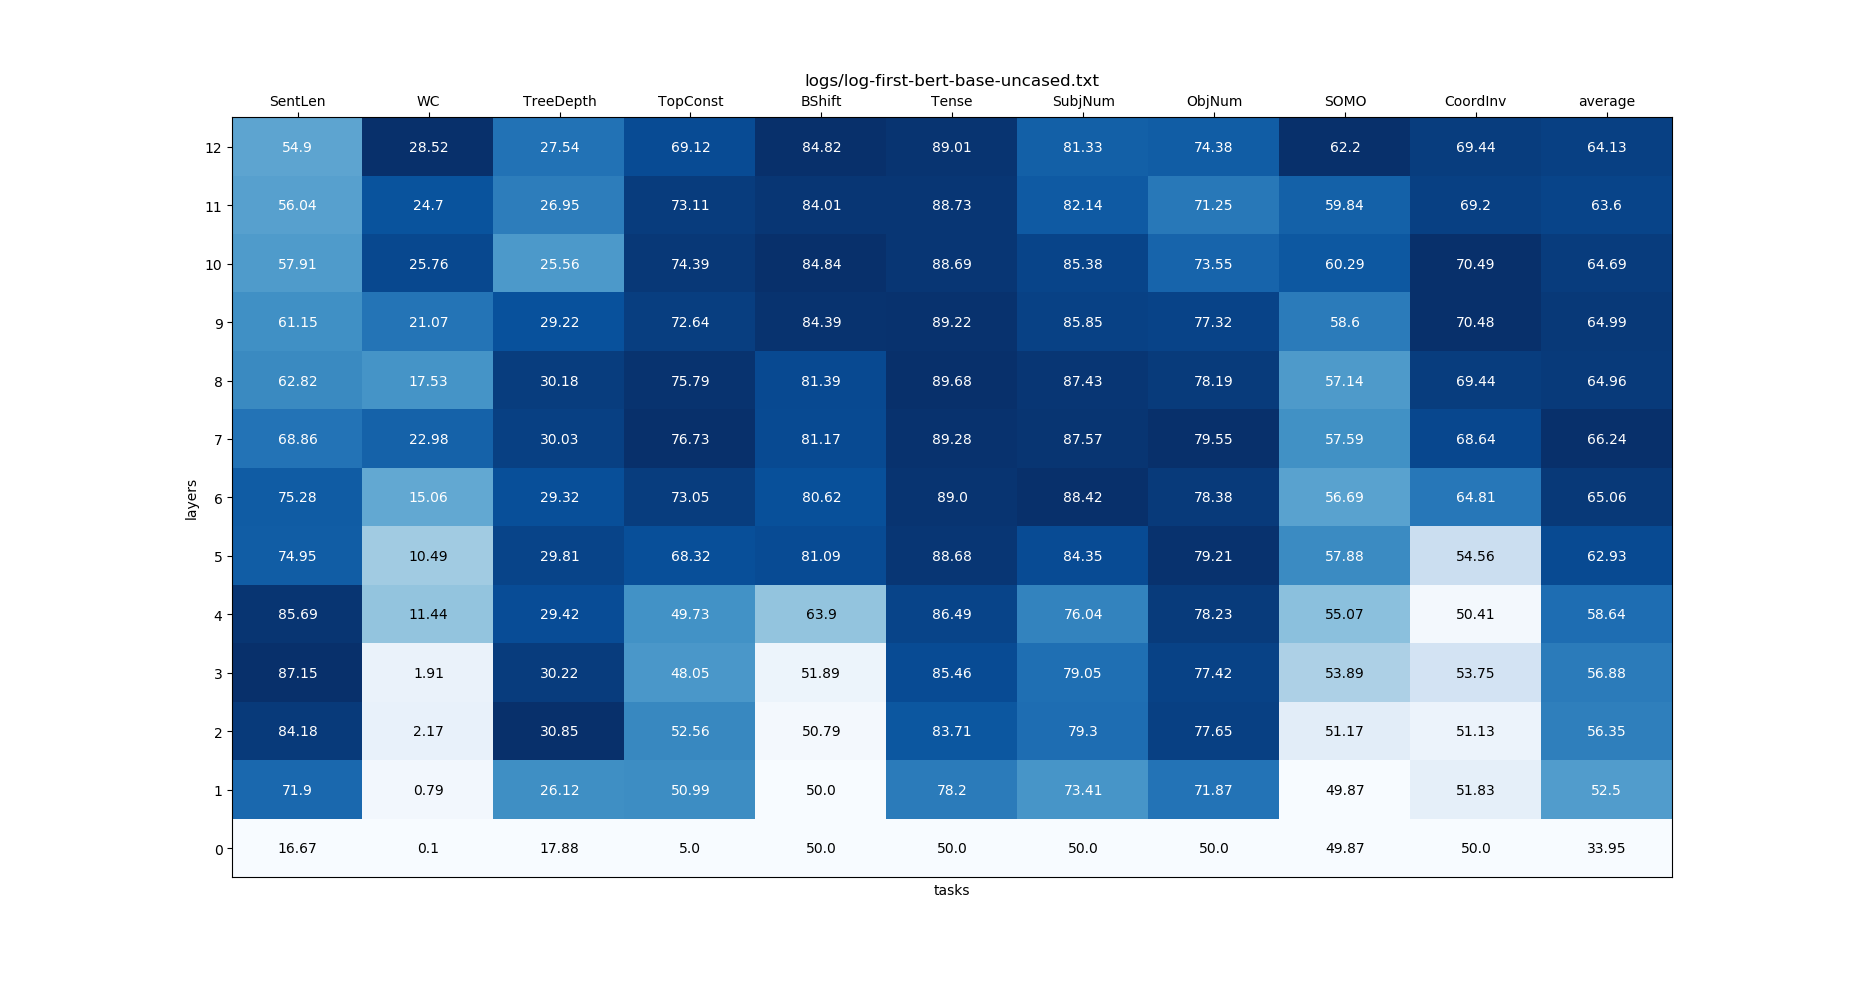 logs/log-first-bert-base-uncased.txt
SentLen WC TreeDepth TopConst BShift Tense SubjNum ObjNum SOMO CoordInv average
12 54.9 28.52 27.54 69.12 84.82 89.01 81.33 74.38 62.2 69.44 64.13
11 56.04 24.7 26.95 73.11 84.01 88.73 82.14 71.25 59.84 69.2 63.6
10 57.91 25.76 25.56 74.39 84.84 88.69 85.38 73.55 60.29 70.49 64.69
9 61.15 21.07 29.22 72.64 84.39 89.22 85.85 77.32 58.6 70.48 64.99
8 62.82 17.53 30.18 75.79 81.39 89.68 87.43 78.19 57.14 69.44 64.96
7 68.86 22.98 30.03 76.73 81.17 89.28 87.57 79.55 57.59 68.64 66.24
6 75.28 15.06 29.32 73.05 80.62 89.0 88.42 78.38 56.69 64.81 65.06
layers
5 74.95 10.49 29.81 68.32 81.09 88.68 84.35 79.21 57.88 54.56 62.93
4 85.69 11.44 29.42 49.73 63.9 86.49 76.04 78.23 55.07 50.41 58.64
3 87.15 1.91 30.22 48.05 51.89 85.46 79.05 77.42 53.89 53.75 56.88
2 84.18 2.17 30.85 52.56 50.79 83.71 79.3 77.65 51.17 51.13 56.35
1 71.9 0.79 26.12 50.99 50.0 78.2 73.41 71.87 49.87 51.83 52.5
0 16.67 0.1 17.88 5.0 50.0 50.0 50.0 50.0 49.87 50.0 33.95
tasks